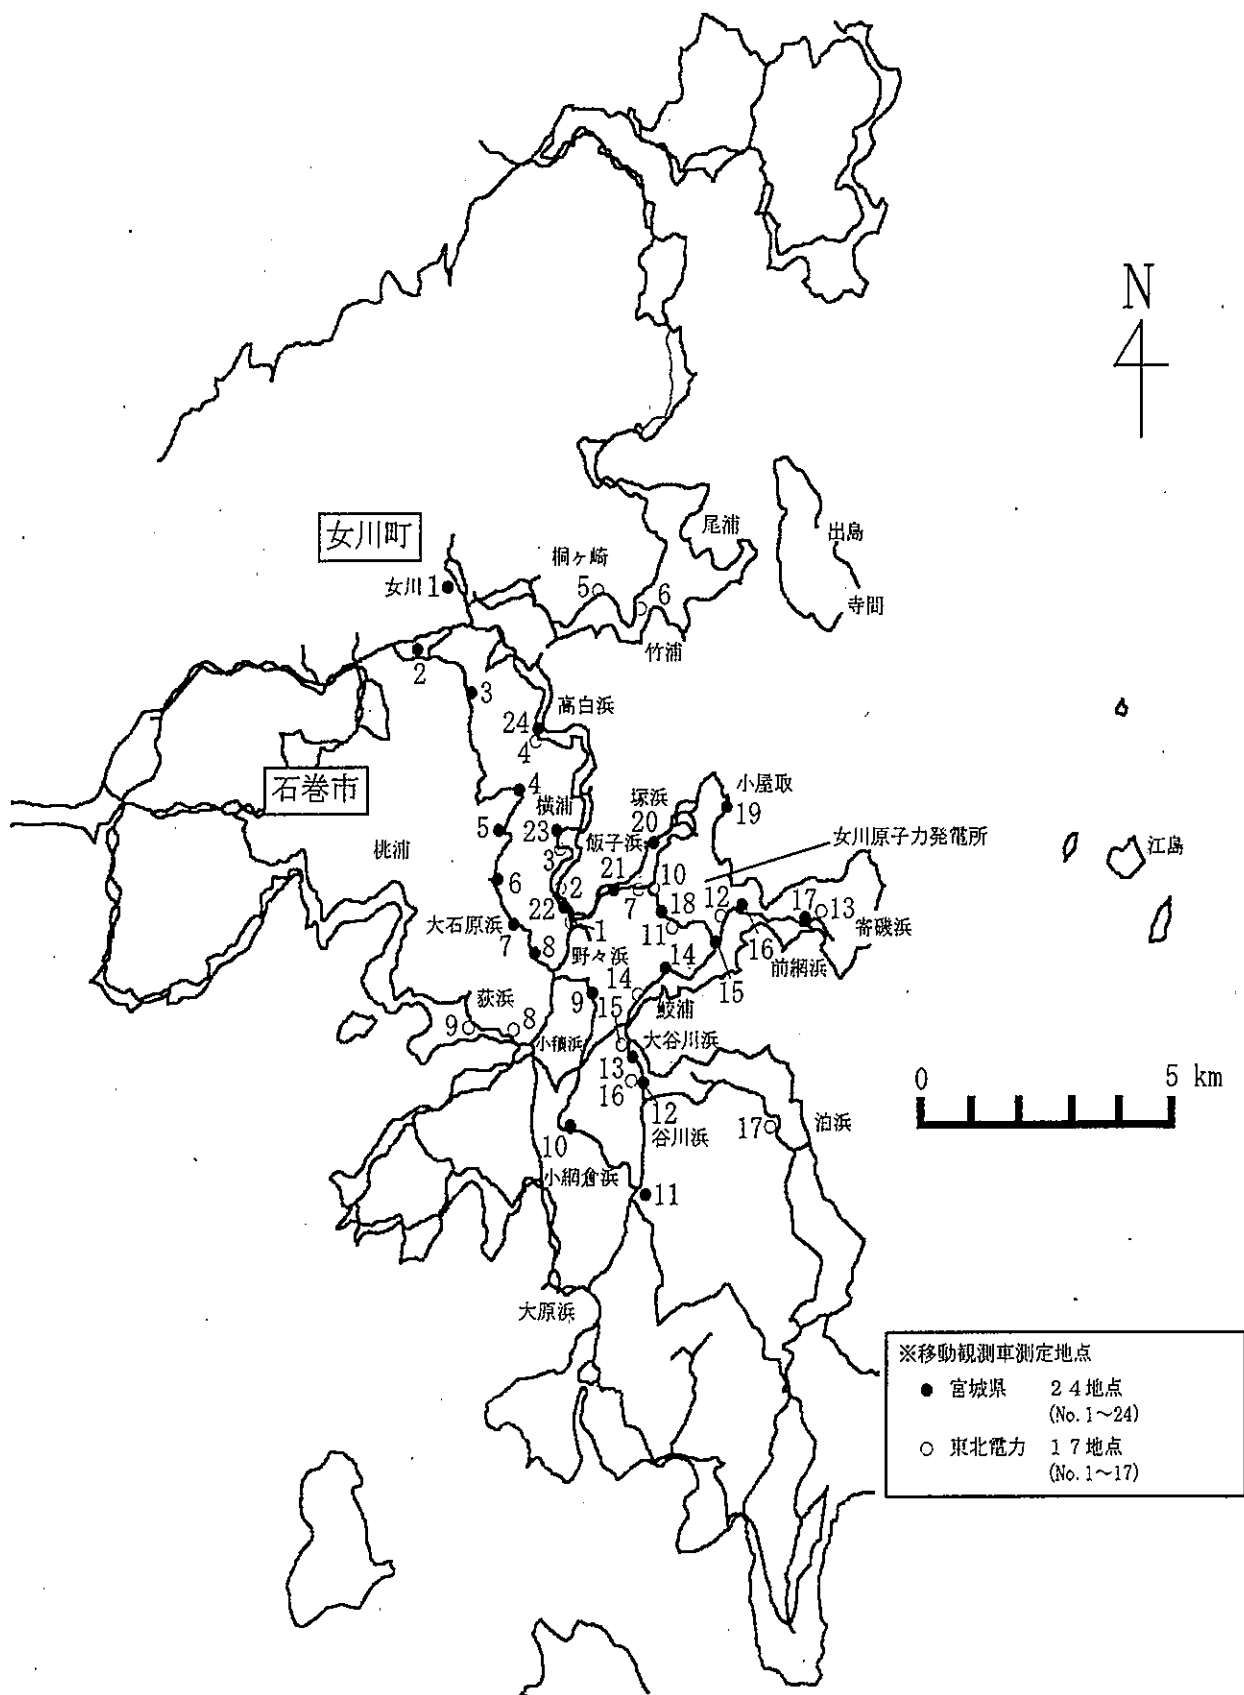 N
女川町
尾浦
出島
桐ヶ崎
女川 1
5
6
寺間
竹浦
2
3
高白浜
24
4
石巻市
4
横浦
塚浜
小屋取
19
5
23
飯子浜
20
女川原子力発電所
3
江島
桃浦
6
21
2
7
10
22
18
12
17
13
大石原浜
1
11
寄磯浜
7
8
野々浜
16
14
前網浜
15
9
14
荻浜
15
鮫浦
9
8
小積浜
大谷川浜
13
16
0
5 km
12
17
泊浜
谷川浜
10
小網倉浜
11
大原浜
※移動観測車測定地点
● 宮城県 24地点
(No.1〜24)
○ 東北電力 17地点
(No.1〜17)